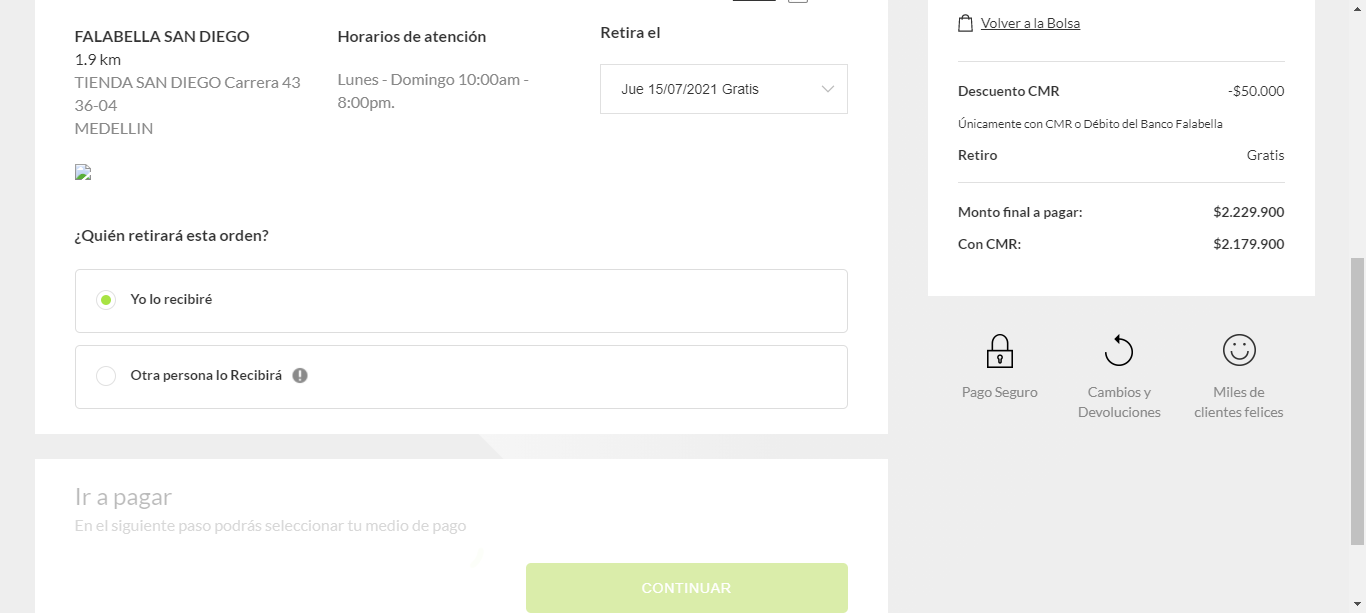 FALABELLA SAN DIEGO
1.9 km
TIENDA SAN DIEGO Carrera 43
36-04
MEDELLIN
Horarios de atención
Lunes - Domingo 10:00am -
8:00pm.
Retira el
Jue 15/07/2021 Gratis
¿Quién retirará esta orden?
Yo lo recibiré
Otra persona lo Recibirá
Ir a pagar
En el siguiente paso podrás seleccionar tu medio de pago
CONTINUAR
Volver a la Bolsa
Descuento CMR -$50.000
Únicamente con CMR o Débito del Banco Falabella
Retiro Gratis
Monto final a pagar: $2.229.900
Con CMR: $2.179.900
Pago Seguro
Cambios y
Devoluciones
Miles de
clientes felices